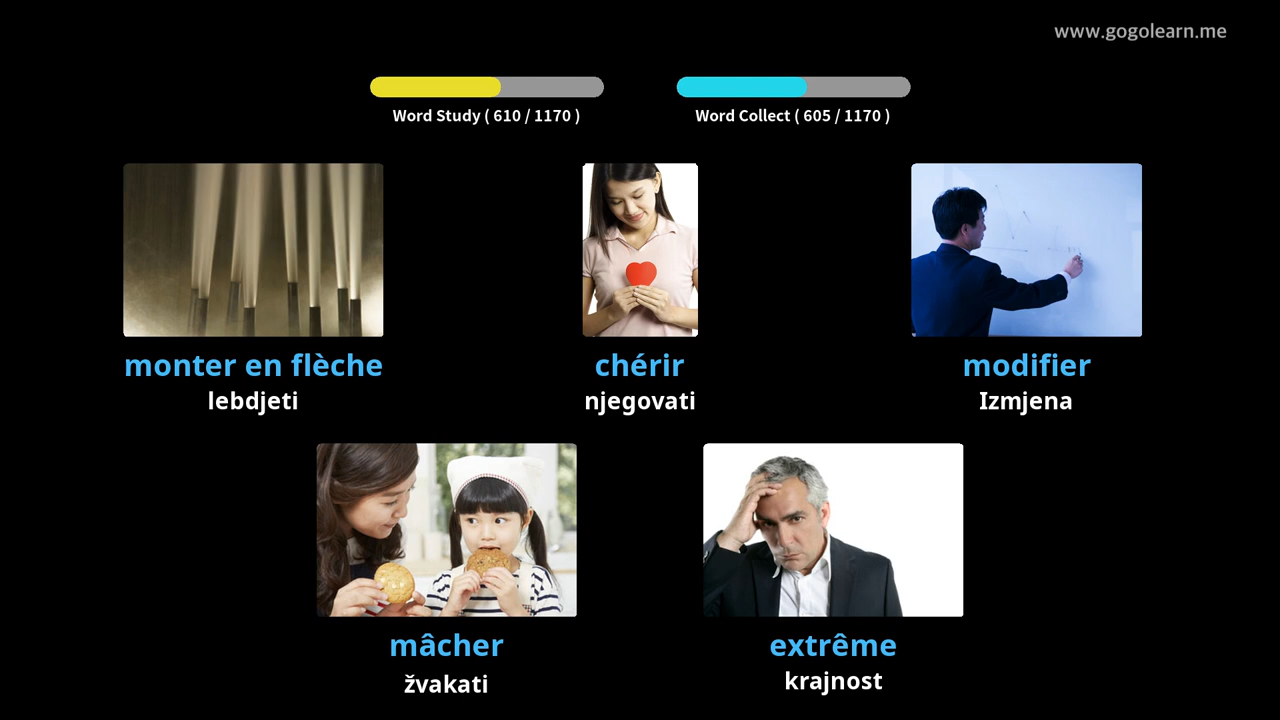 www.gogolearn.me
Word Study ( 610 / 1170 )
Word Collect ( 605 / 1170 )
monter en flèche
lebdjeti
chérir
njegovati
modifier
Izmjena
mâcher
žvakati
extrême
krajnost